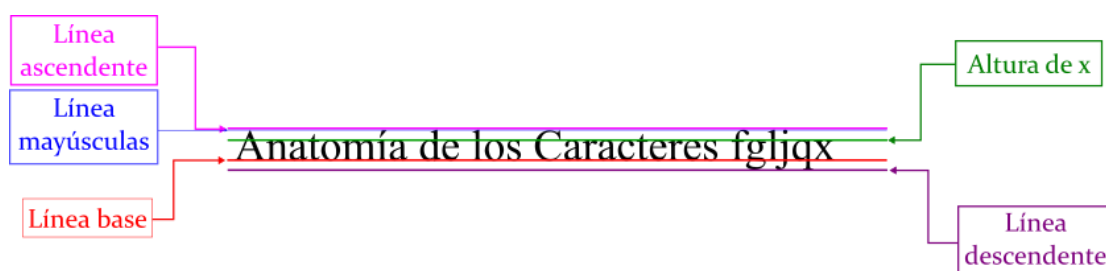 Línea
ascendente
Línea
mayúsculas
Línea base
Anatomía de los Caracteres fgljqx
Altura de x
Línea
descendente